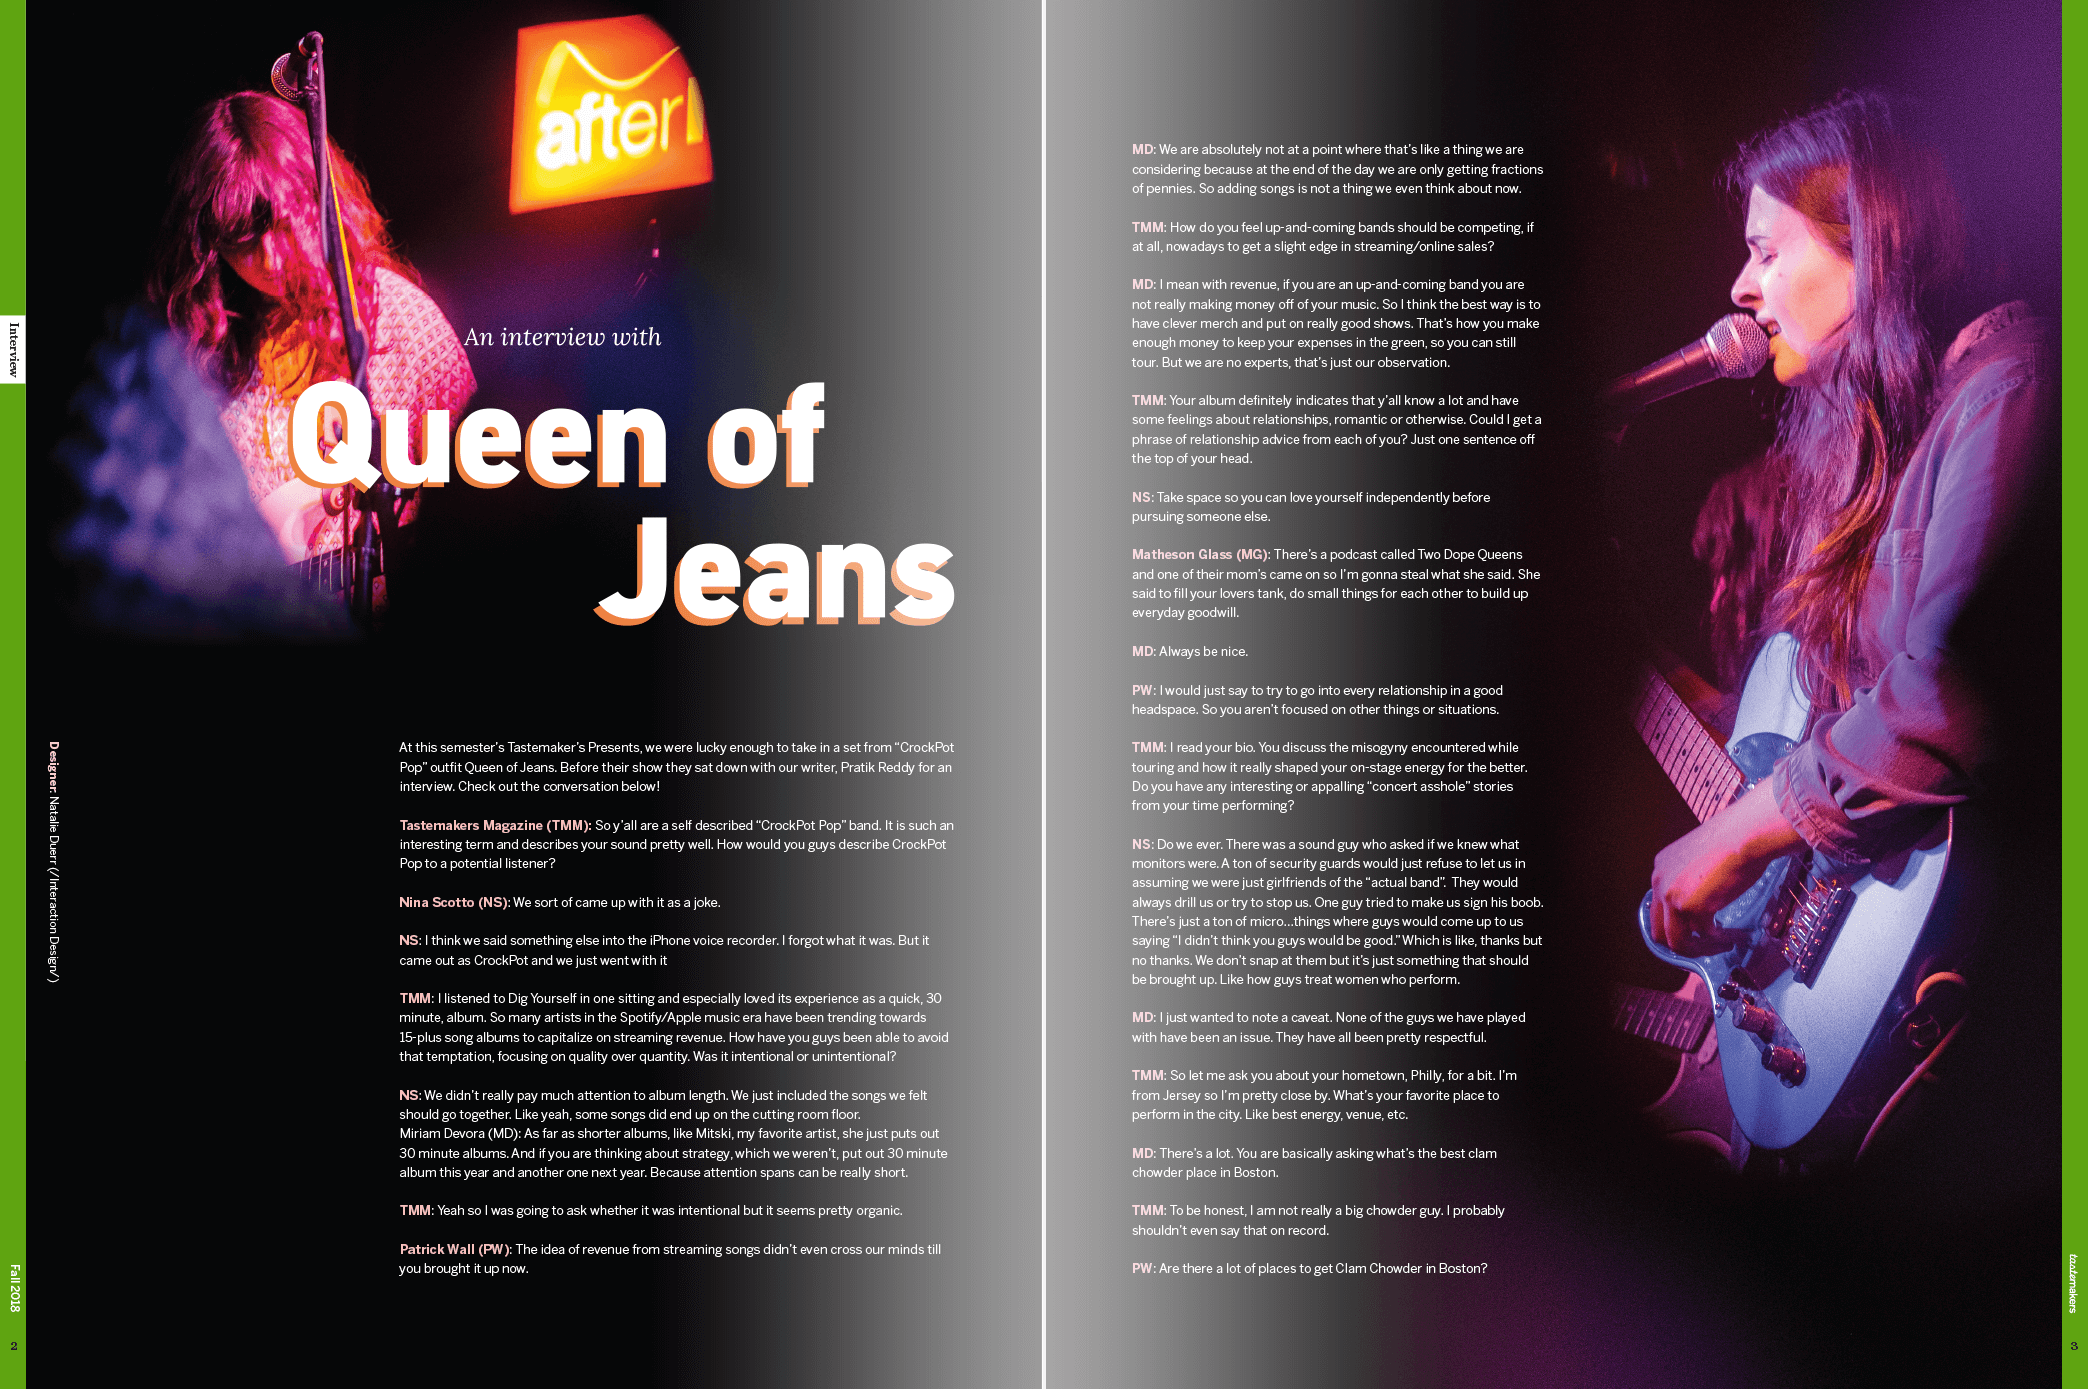 after
An interview with
Queen of
Jeans
Interview
Designer: Natalie Duerr (/Interaction Design/)
At this semester's Tastemaker's Presents, we were lucky enough to take in a set from "CrockPot
Pop" outfit Queen of Jeans. Before their show they sat down with our writer, Pratik Reddy for an
interview. Check out the conversation below!
Tastemakers Magazine (TMM): So y'all are a self described "CrockPot Pop" band. It is such an
interesting term and describes your sound pretty well. How would you guys describe CrockPot
Pop to a potential listener?
Nina Scotto (NS): We sort of came up with it as a joke.
NS: I think we said something else into the iPhone voice recorder. I forgot what it was. But it
came out as CrockPot and we just went with it
TMM: I listened to Dig Yourself in one sitting and especially loved its experience as a quick, 30
minute, album. So many artists in the Spotify/Apple music era have been trending towards
15-plus song albums to capitalize on streaming revenue. How have you guys been able to avoid
that temptation, focusing on quality over quantity. Was it intentional or unintentional?
NS: We didn't really pay much attention to album length. We just included the songs we felt
should go together. Like yeah, some songs did end up on the cutting room floor.
Miriam Devora (MD): As far as shorter albums, like Mitski, my favorite artist, she just puts out
30 minute albums. And if you are thinking about strategy, which we weren't, put out 30 minute
album this year and another one next year. Because attention spans can be really short.
TMM: Yeah so I was going to ask whether it was intentional but it seems pretty organic.
Patrick Wall (PW): The idea of revenue from streaming songs didn't even cross our minds till
you brought it up now.
Fall 2018
2
MD: We are absolutely not at a point where that's like a thing we are
considering because at the end of the day we are only getting fractions
of pennies. So adding songs is not a thing we even think about now.
TMM: How do you feel up-and-coming bands should be competing, if
at all, nowadays to get a slight edge in streaming/online sales?
MD: I mean with revenue, if you are an up-and-coming band you are
not really making money off of your music. So I think the best way is to
have clever merch and put on really good shows. That's how you make
enough money to keep your expenses in the green, so you can still
tour. But we are no experts, that's just our observation.
TMM: Your album definitely indicates that y'all know a lot and have
some feelings about relationships, romantic or otherwise. Could I get a
phrase of relationship advice from each of you? Just one sentence off
the top of your head.
NS: Take space so you can love yourself independently before
pursuing someone else.
Matheson Glass (MG): There's a podcast called Two Dope Queens
and one of their mom's came on so I'm gonna steal what she said. She
said to fill your lovers tank, do small things for each other to build up
everyday goodwill.
MD: Always be nice.
PW: I would just say to try to go into every relationship in a good
headspace. So you aren't focused on other things or situations.
TMM: I read your bio. You discuss the misogyny encountered while
touring and how it really shaped your on-stage energy for the better.
Do you have any interesting or appalling "concert asshole" stories
from your time performing?
NS: Do we ever. There was a sound guy who asked if we knew what
monitors were. A ton of security guards would just refuse to let us in
assuming we were just girlfriends of the "actual band". They would
always drill us or try to stop us. One guy tried to make us sign his boob.
There's just a ton of micro...things where guys would come up to us
saying "I didn't think you guys would be good." Which is like, thanks but
no thanks. We don't snap at them but it's just something that should
be brought up. Like how guys treat women who perform.
MD: I just wanted to note a caveat. None of the guys we have played
with have been an issue. They have all been pretty respectful.
TMM: So let me ask you about your hometown, Philly, for a bit. I'm
from Jersey so I'm pretty close by. What's your favorite place to
perform in the city. Like best energy, venue, etc.
MD: There's a lot. You are basically asking what's the best clam
chowder place in Boston.
TMM: To be honest, I am not really a big chowder guy. I probably
shouldn't even say that on record.
PW: Are there a lot of places to get Clam Chowder in Boston?
tastemakers
3